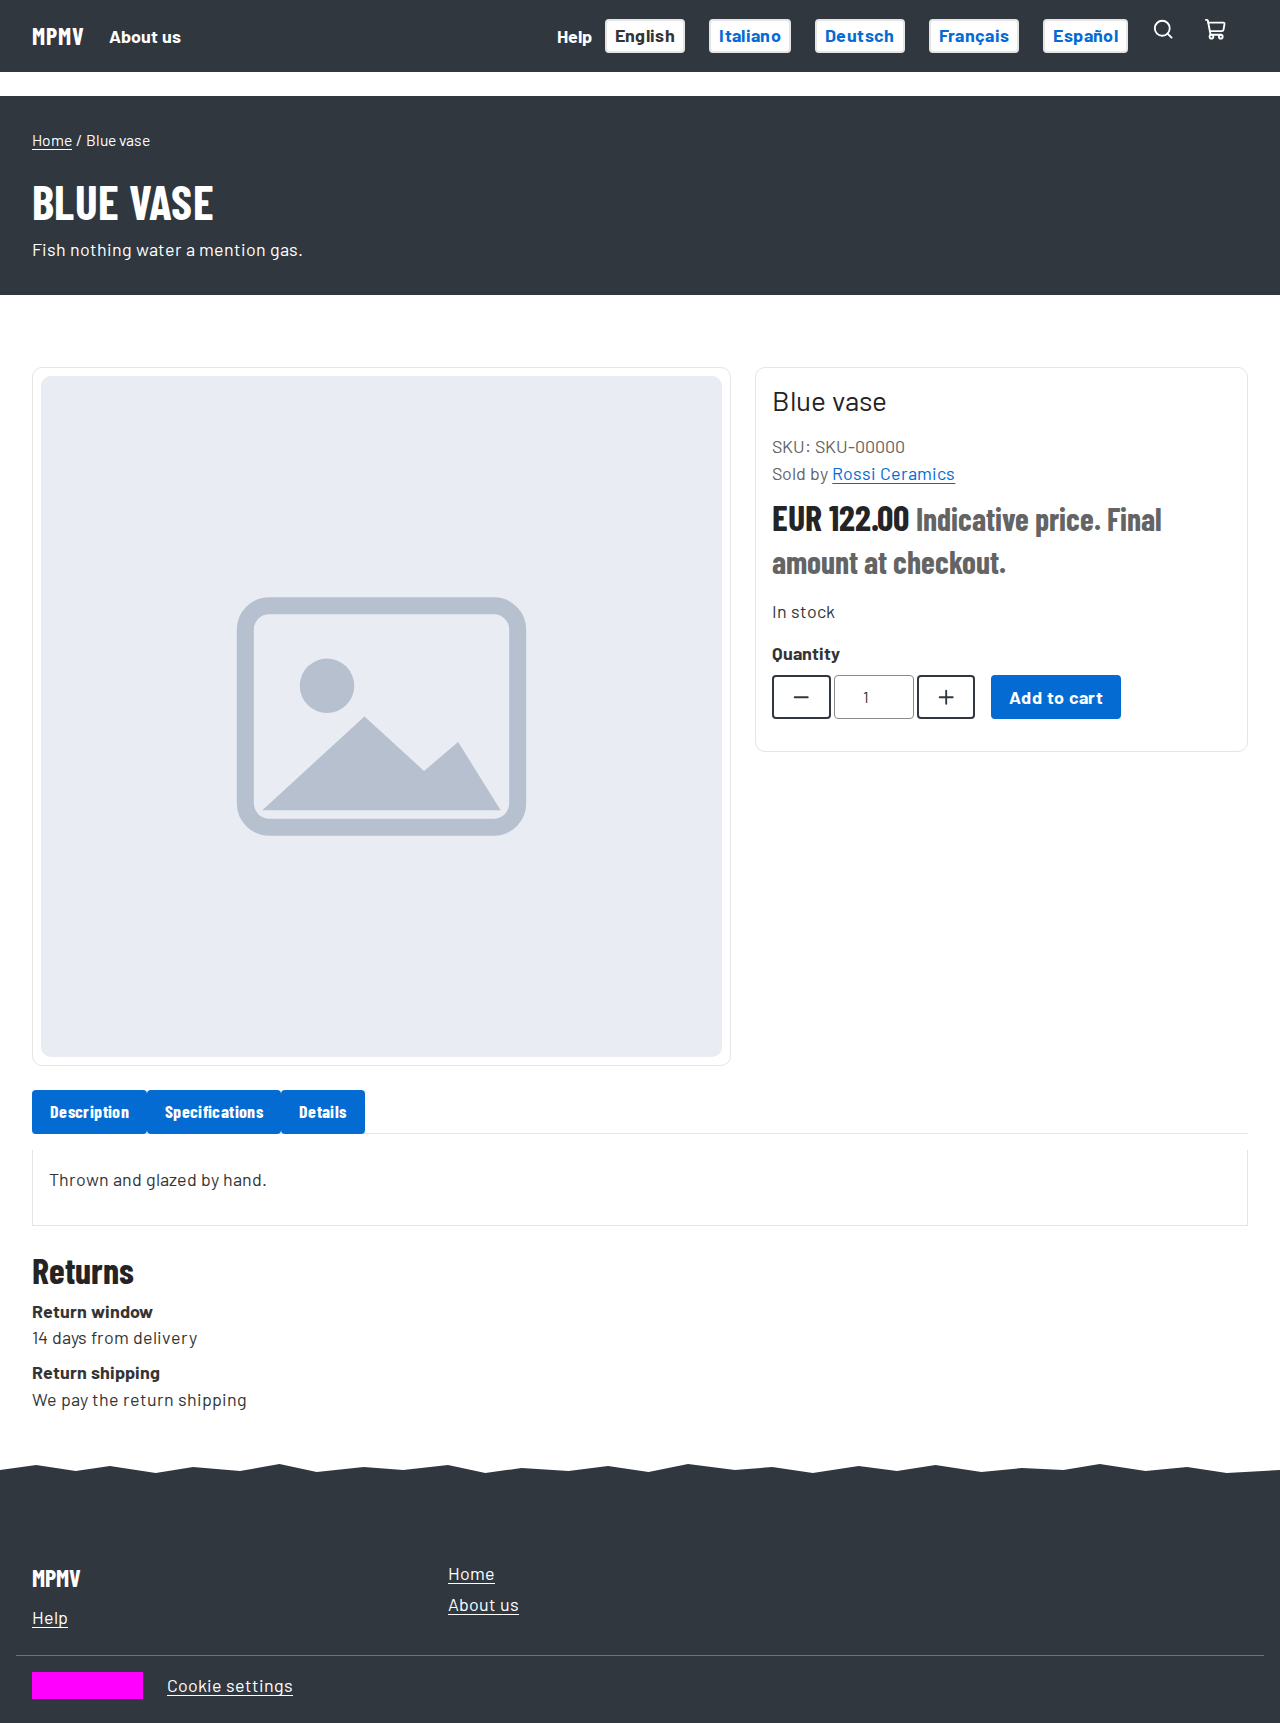 MPMV About us Help English Italiano Deutsch Français Español
Home / Blue vase
BLUE VASE
Fish nothing water a mention gas.
Blue vase
SKU: SKU-00000
Sold by Rossi Ceramics
EUR 122.00 Indicative price. Final
amount at checkout.
In stock
Quantity
1 Add to cart
Description Specifications Details
Thrown and glazed by hand.
Returns
Return window
14 days from delivery
Return shipping
We pay the return shipping
MPMV
Help
Home
About us
Cookie settings